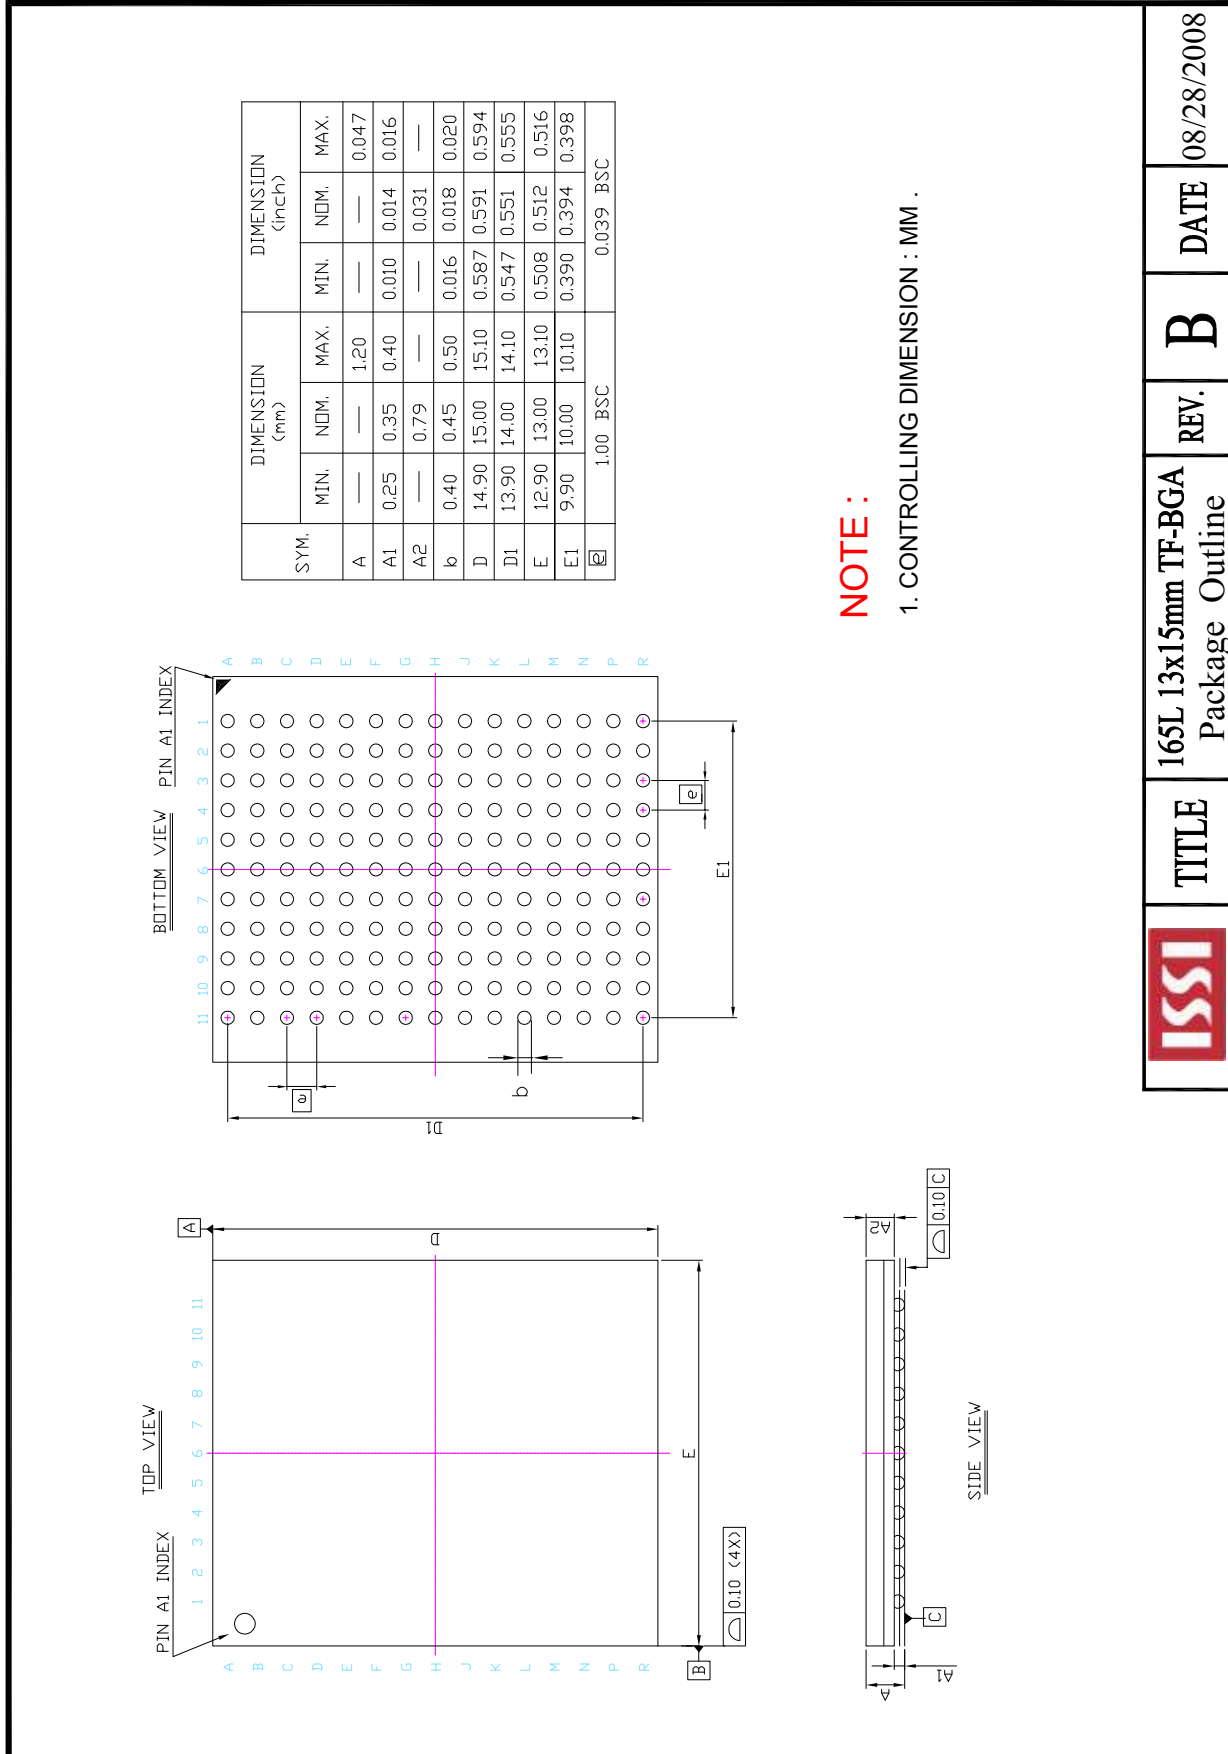 TOP VIEW
PIN A1 INDEX
1 2 3 4 5 6 7 8 9 10 11
A
B
C
D
E
F
G
H
J
K
L
M
N
P
R
A
D
E
B
0.10 (4X)
BOTTOM VIEW
PIN A1 INDEX
11 10 9 8 7 6 5 4 3 2 1
A
B
C
D
E
F
G
H
J
K
L
M
N
P
R
e
D1
b
e
E1
SYM. DIMENSION (mm) DIMENSION (inch)
MIN. NOM. MAX. MIN. NOM. MAX.
A — — 1.20 — — 0.047
A1 0.25 0.35 0.40 0.010 0.014 0.016
A2 — 0.79 — — 0.031 —
b 0.40 0.45 0.50 0.016 0.018 0.020
D 14.90 15.00 15.10 0.587 0.591 0.594
D1 13.90 14.00 14.10 0.547 0.551 0.555
E 12.90 13.00 13.10 0.508 0.512 0.516
E1 9.90 10.00 10.10 0.390 0.394 0.398
e 1.00 BSC 0.039 BSC
A
A1
A2
C
0.10 C
SIDE VIEW
NOTE :
1. CONTROLLING DIMENSION : MM .
ISSI
TITLE
165L 13x15mm TF-BGA
Package Outline
REV.
B
DATE
08/28/2008